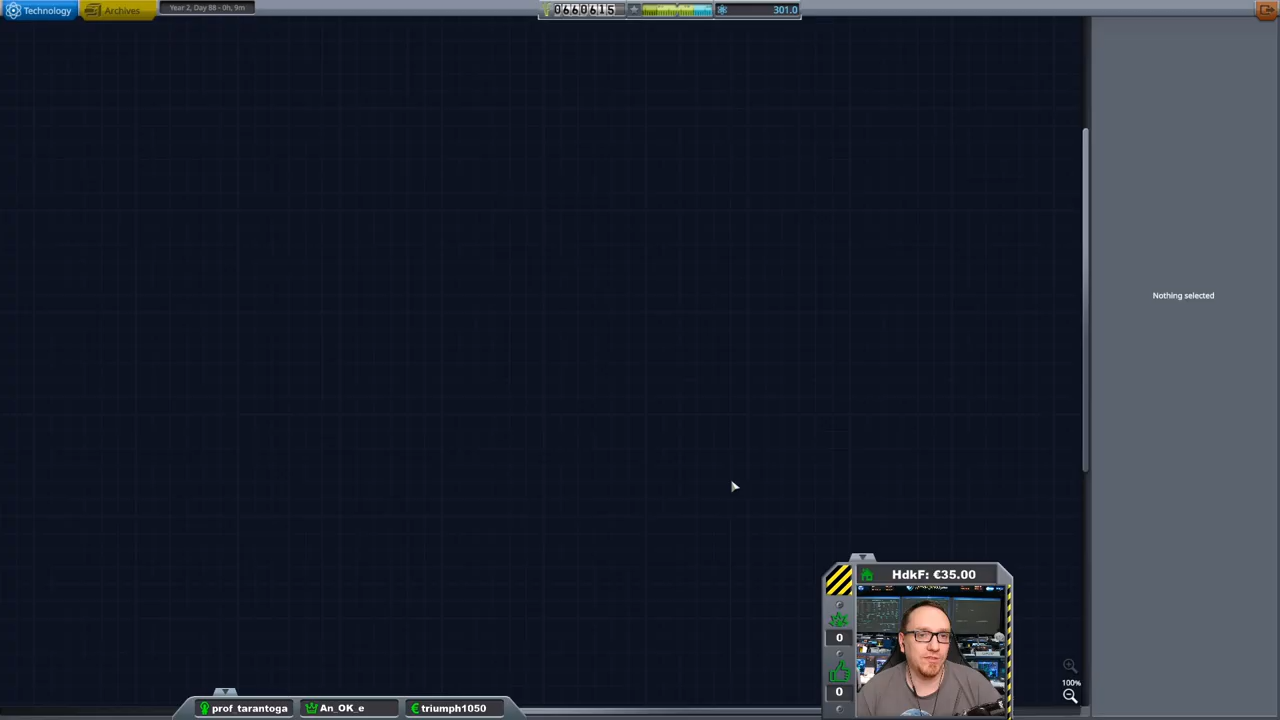 Technology
Archives
Year 2, Day 88 - 0h, 9m
0660615
301.0
Nothing selected
HdkF: €35.00
0
0
100%
prof_tarantoga
An_OK_e
triumph1050